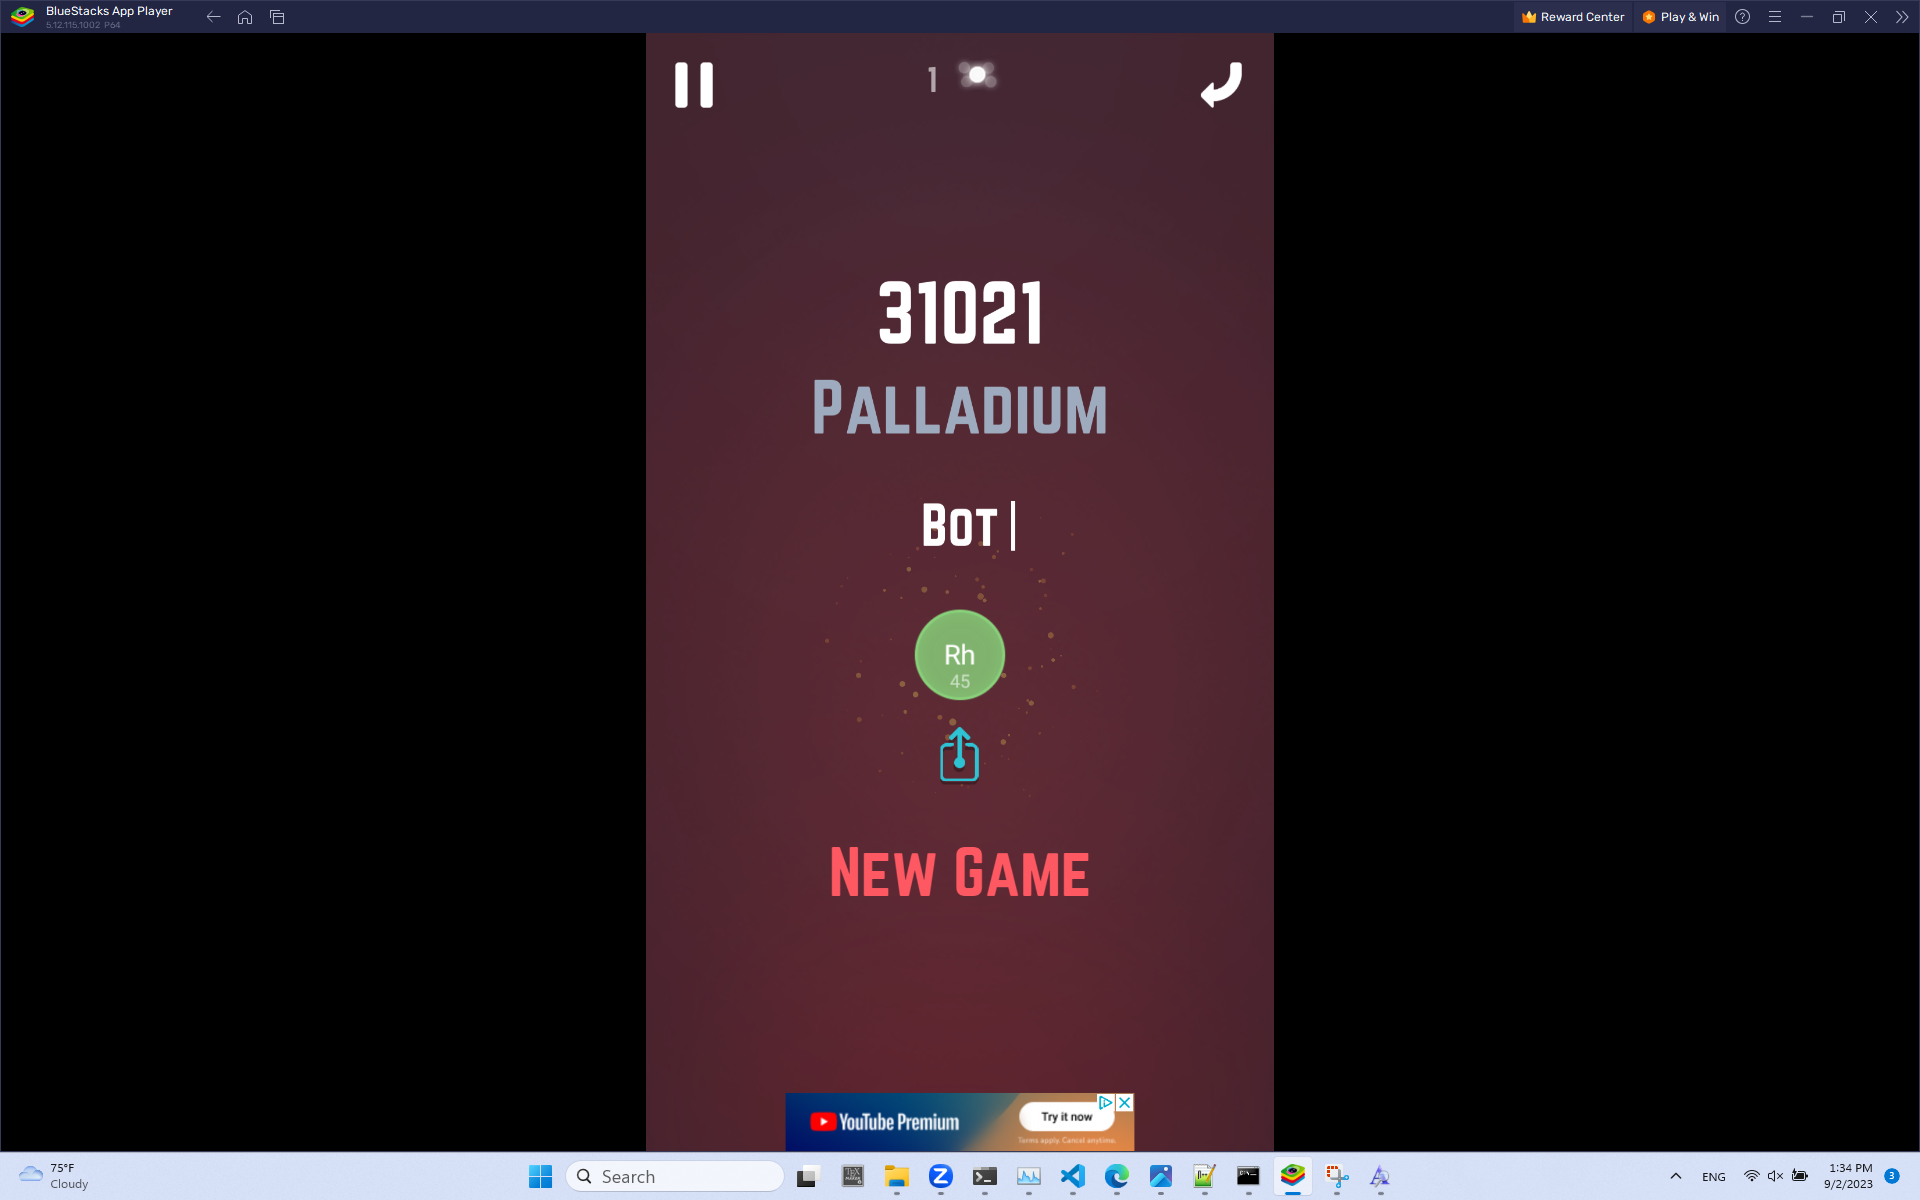 BlueStacks App Player
5.12.115.1002 P64
Reward Center
Play & Win
1
31021
Palladium
Bot
Rh
45
New Game
YouTube Premium
Try it now
Terms apply. Cancel anytime.
75°F
Cloudy
Search
ENG
1:34 PM
9/2/2023
3